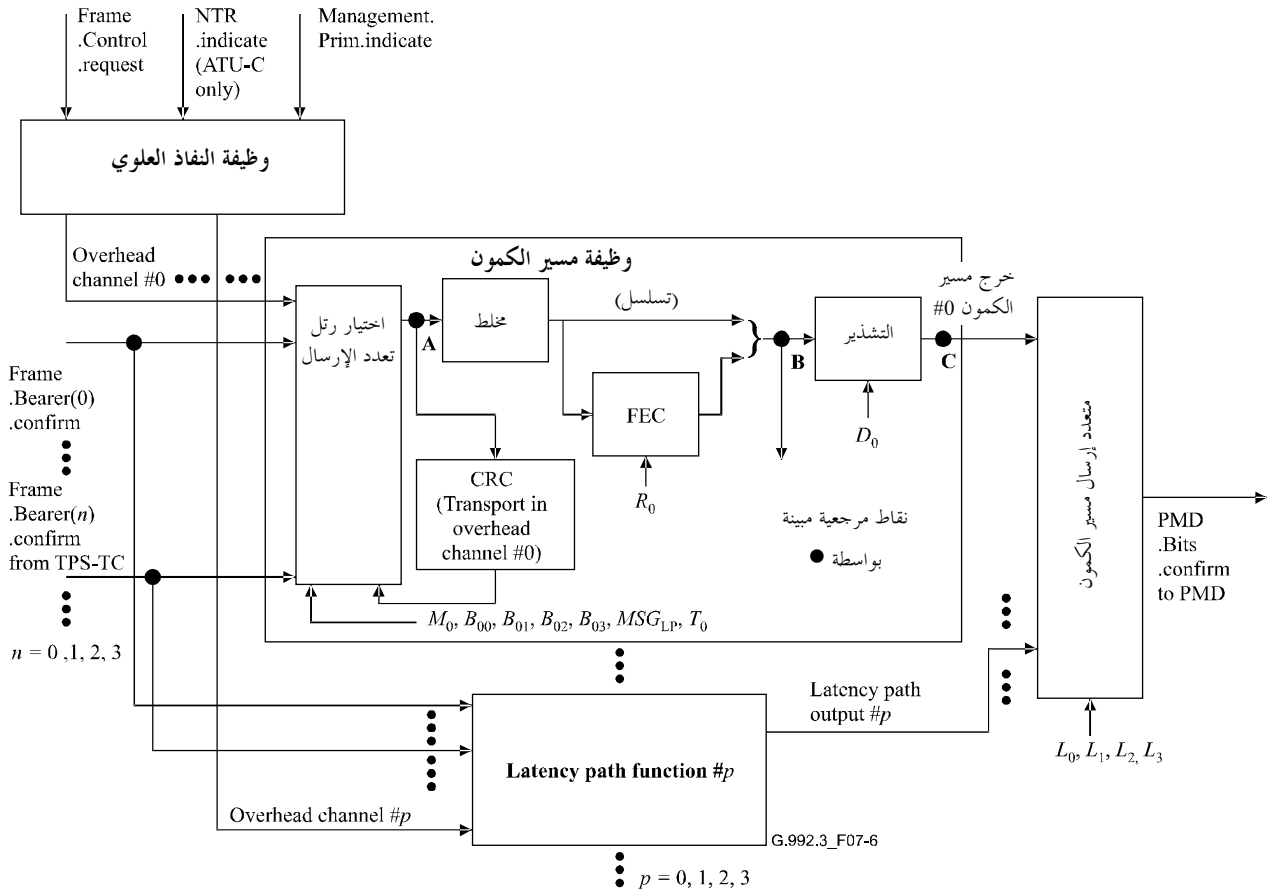 Frame
.Control
.request
NTR
.indicate
(ATU-C
only)
Management.
Prim.indicate
وظيفة النفاذ العلوي
Overhead
channel #0
وظيفة مسير الكمون
اختيار رتل
تعدد الإرسال
A
مخلط
(تسلسل)
FEC
R0
CRC
(Transport in
overhead
channel #0)
B
التشذير
D0
C
خرج مسير
الكمون 0#
نقاط مرجعية مبينة
بواسطة
M0, B00, B01, B02, B03, MSGLP, T0
Frame
.Bearer(0)
.confirm
Frame
.Bearer(n)
.confirm
from TPS-TC
n = 0 ,1, 2, 3
متعدد إرسال مسير الكمون
PMD
.Bits
.confirm
to PMD
L0, L1, L2, L3
Latency path
output #p
Latency path function #p
Overhead channel #p
G.992.3_F07-6
p = 0, 1, 2, 3